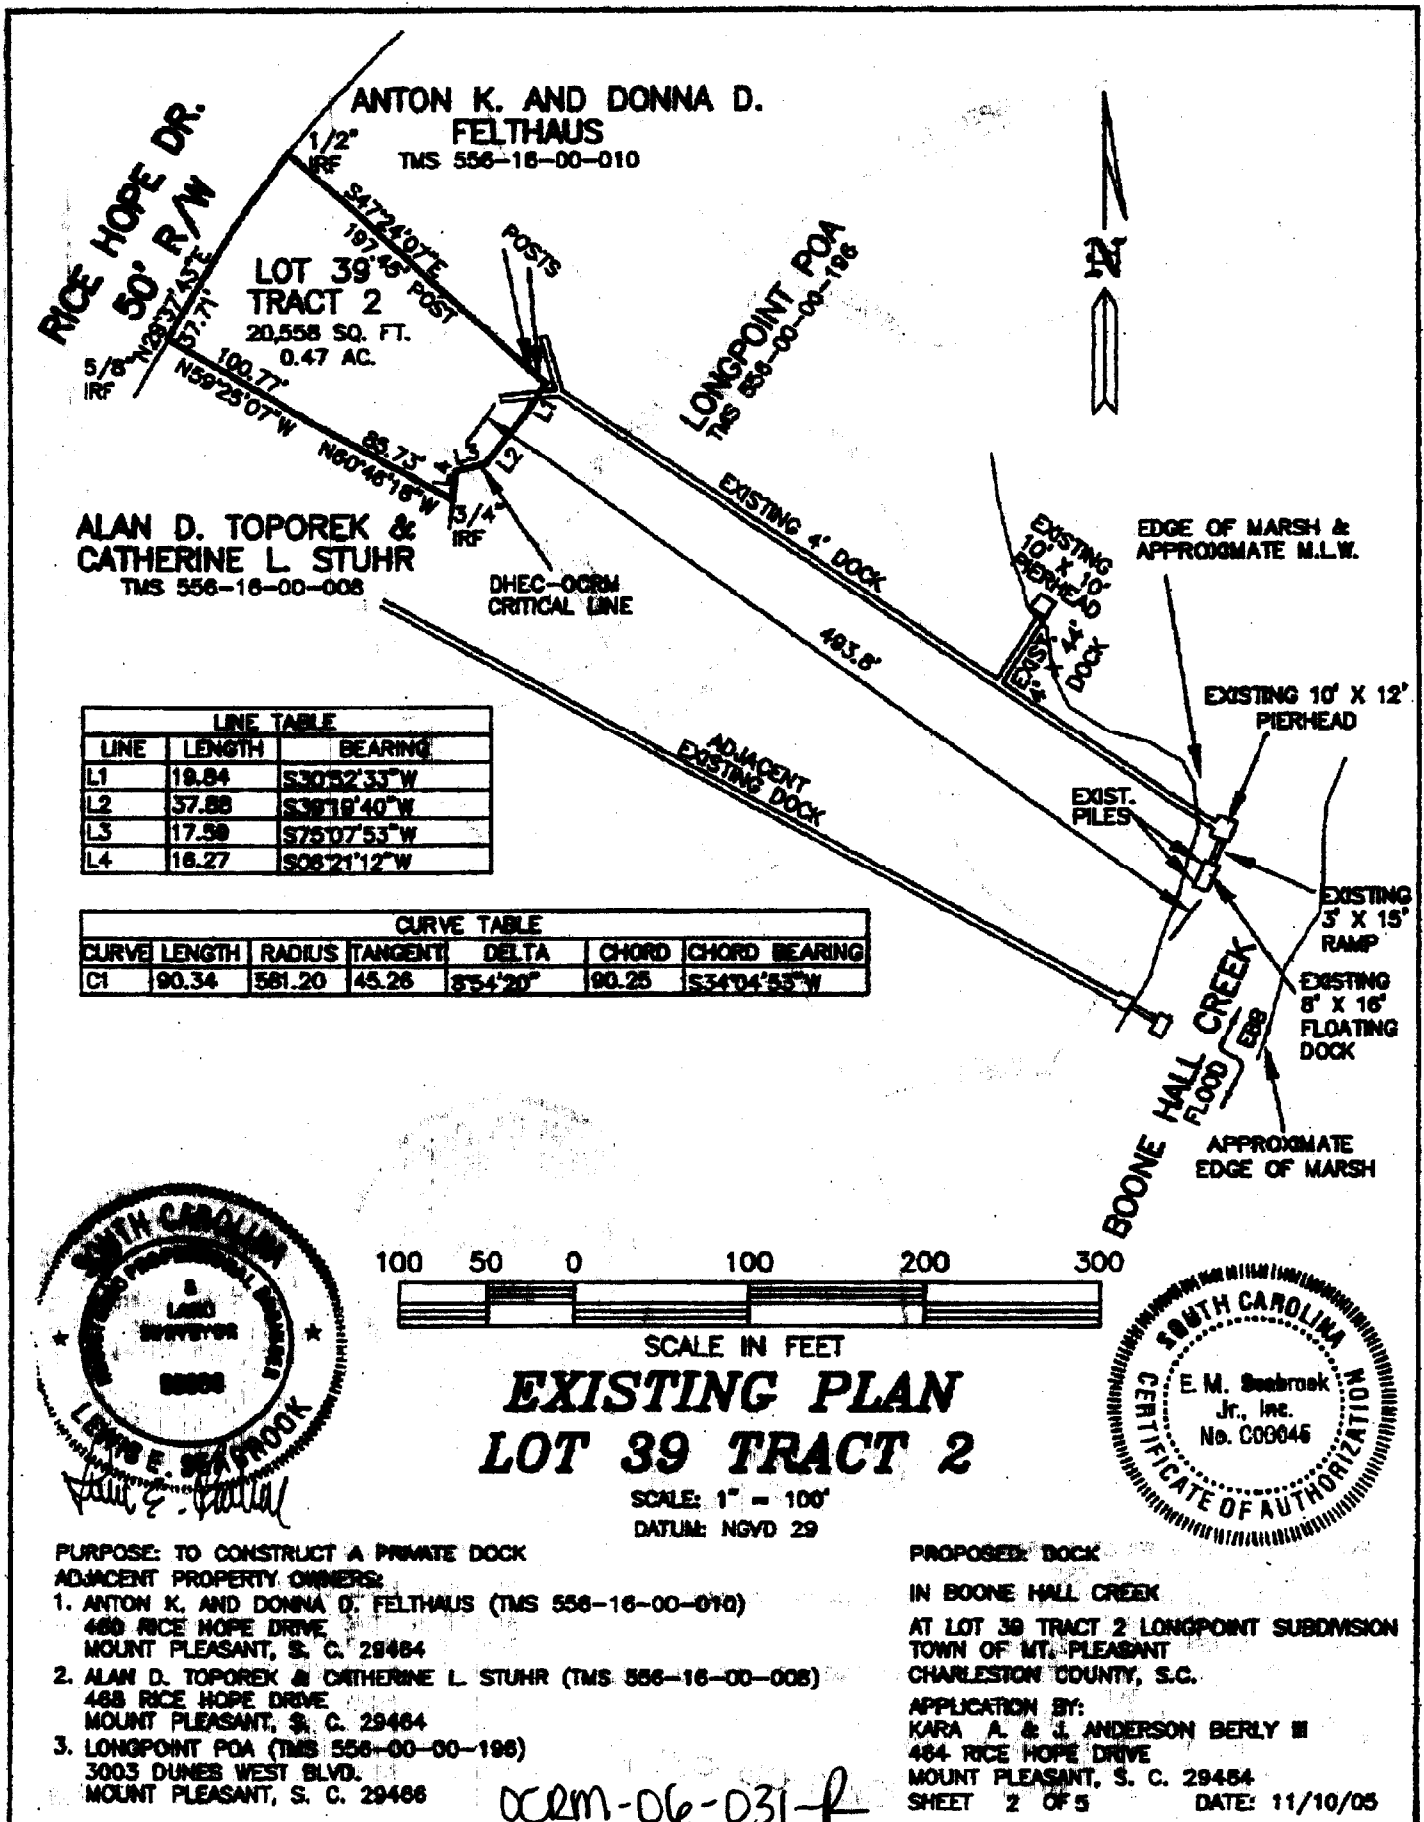 ANTON K. AND DONNA D.
FELTHAUS
TMS 556-16-00-010
RICE HOPE DR.
50' R/W
1/2"
IRF
S47°24'07"E
197.45'
POST
POSTS
LOT 39
TRACT 2
20,558 SQ. FT.
0.47 AC.
N29°37'43"E
37.71'
5/8"
IRF
100.77'
N59°25'07"W
85.73'
N60°46'18"W
L1
L2
L3
L4
3/4"
IRF
LONGPOINT POA
TMS 556-00-00-196
N
ALAN D. TOPOREK &
CATHERINE L. STUHR
TMS 556-16-00-008
DHEC-OCRM
CRITICAL LINE
EXISTING 4' DOCK
493.8'
EXISTING
10' X 10'
PIERHEAD
EXIST.
4' X 44'
DOCK
EDGE OF MARSH &
APPROXIMATE M.L.W.
EXISTING 10' X 12'
PIERHEAD
EXIST.
PILES
ADJACENT
EXISTING DOCK
EXISTING
3' X 15'
RAMP
EXISTING
8' X 16'
FLOATING
DOCK
BOONE HALL CREEK
FLOOD
EBB
APPROXIMATE
EDGE OF MARSH
LINE TABLE
LINE LENGTH BEARING
L1 19.84 S30°52'33"W
L2 37.88 S39°19'40"W
L3 17.59 S75°07'53"W
L4 16.27 S06°21'12"W
CURVE TABLE
CURVE LENGTH RADIUS TANGENT DELTA CHORD CHORD BEARING
C1 90.34 581.20 45.26 8°54'20" 90.25 S34°04'53"W
100 50 0 100 200 300
SCALE IN FEET
EXISTING PLAN
LOT 39 TRACT 2
SCALE: 1" = 100'
DATUM: NGVD 29
SOUTH CAROLINA
&
LAND
SURVEYOR
LEWIS E. SEABROOK
SOUTH CAROLINA
E. M. Seabrook
Jr., Inc.
No. C00045
CERTIFICATE OF AUTHORIZATION
PURPOSE: TO CONSTRUCT A PRIVATE DOCK
ADJACENT PROPERTY OWNERS:
1. ANTON K. AND DONNA D. FELTHAUS (TMS 556-16-00-010)
460 RICE HOPE DRIVE
MOUNT PLEASANT, S. C. 29464
2. ALAN D. TOPOREK & CATHERINE L. STUHR (TMS 556-16-00-008)
468 RICE HOPE DRIVE
MOUNT PLEASANT, S. C. 29464
3. LONGPOINT POA (TMS 556-00-00-196)
3003 DUNES WEST BLVD.
MOUNT PLEASANT, S. C. 29466
PROPOSED: DOCK
IN BOONE HALL CREEK
AT LOT 39 TRACT 2 LONGPOINT SUBDIVISION
TOWN OF MT. PLEASANT
CHARLESTON COUNTY, S.C.
APPLICATION BY:
KARA A. & J. ANDERSON BERLY III
464 RICE HOPE DRIVE
MOUNT PLEASANT, S. C. 29464
SHEET 2 OF 5 DATE: 11/10/05
OCRM-06-031-R